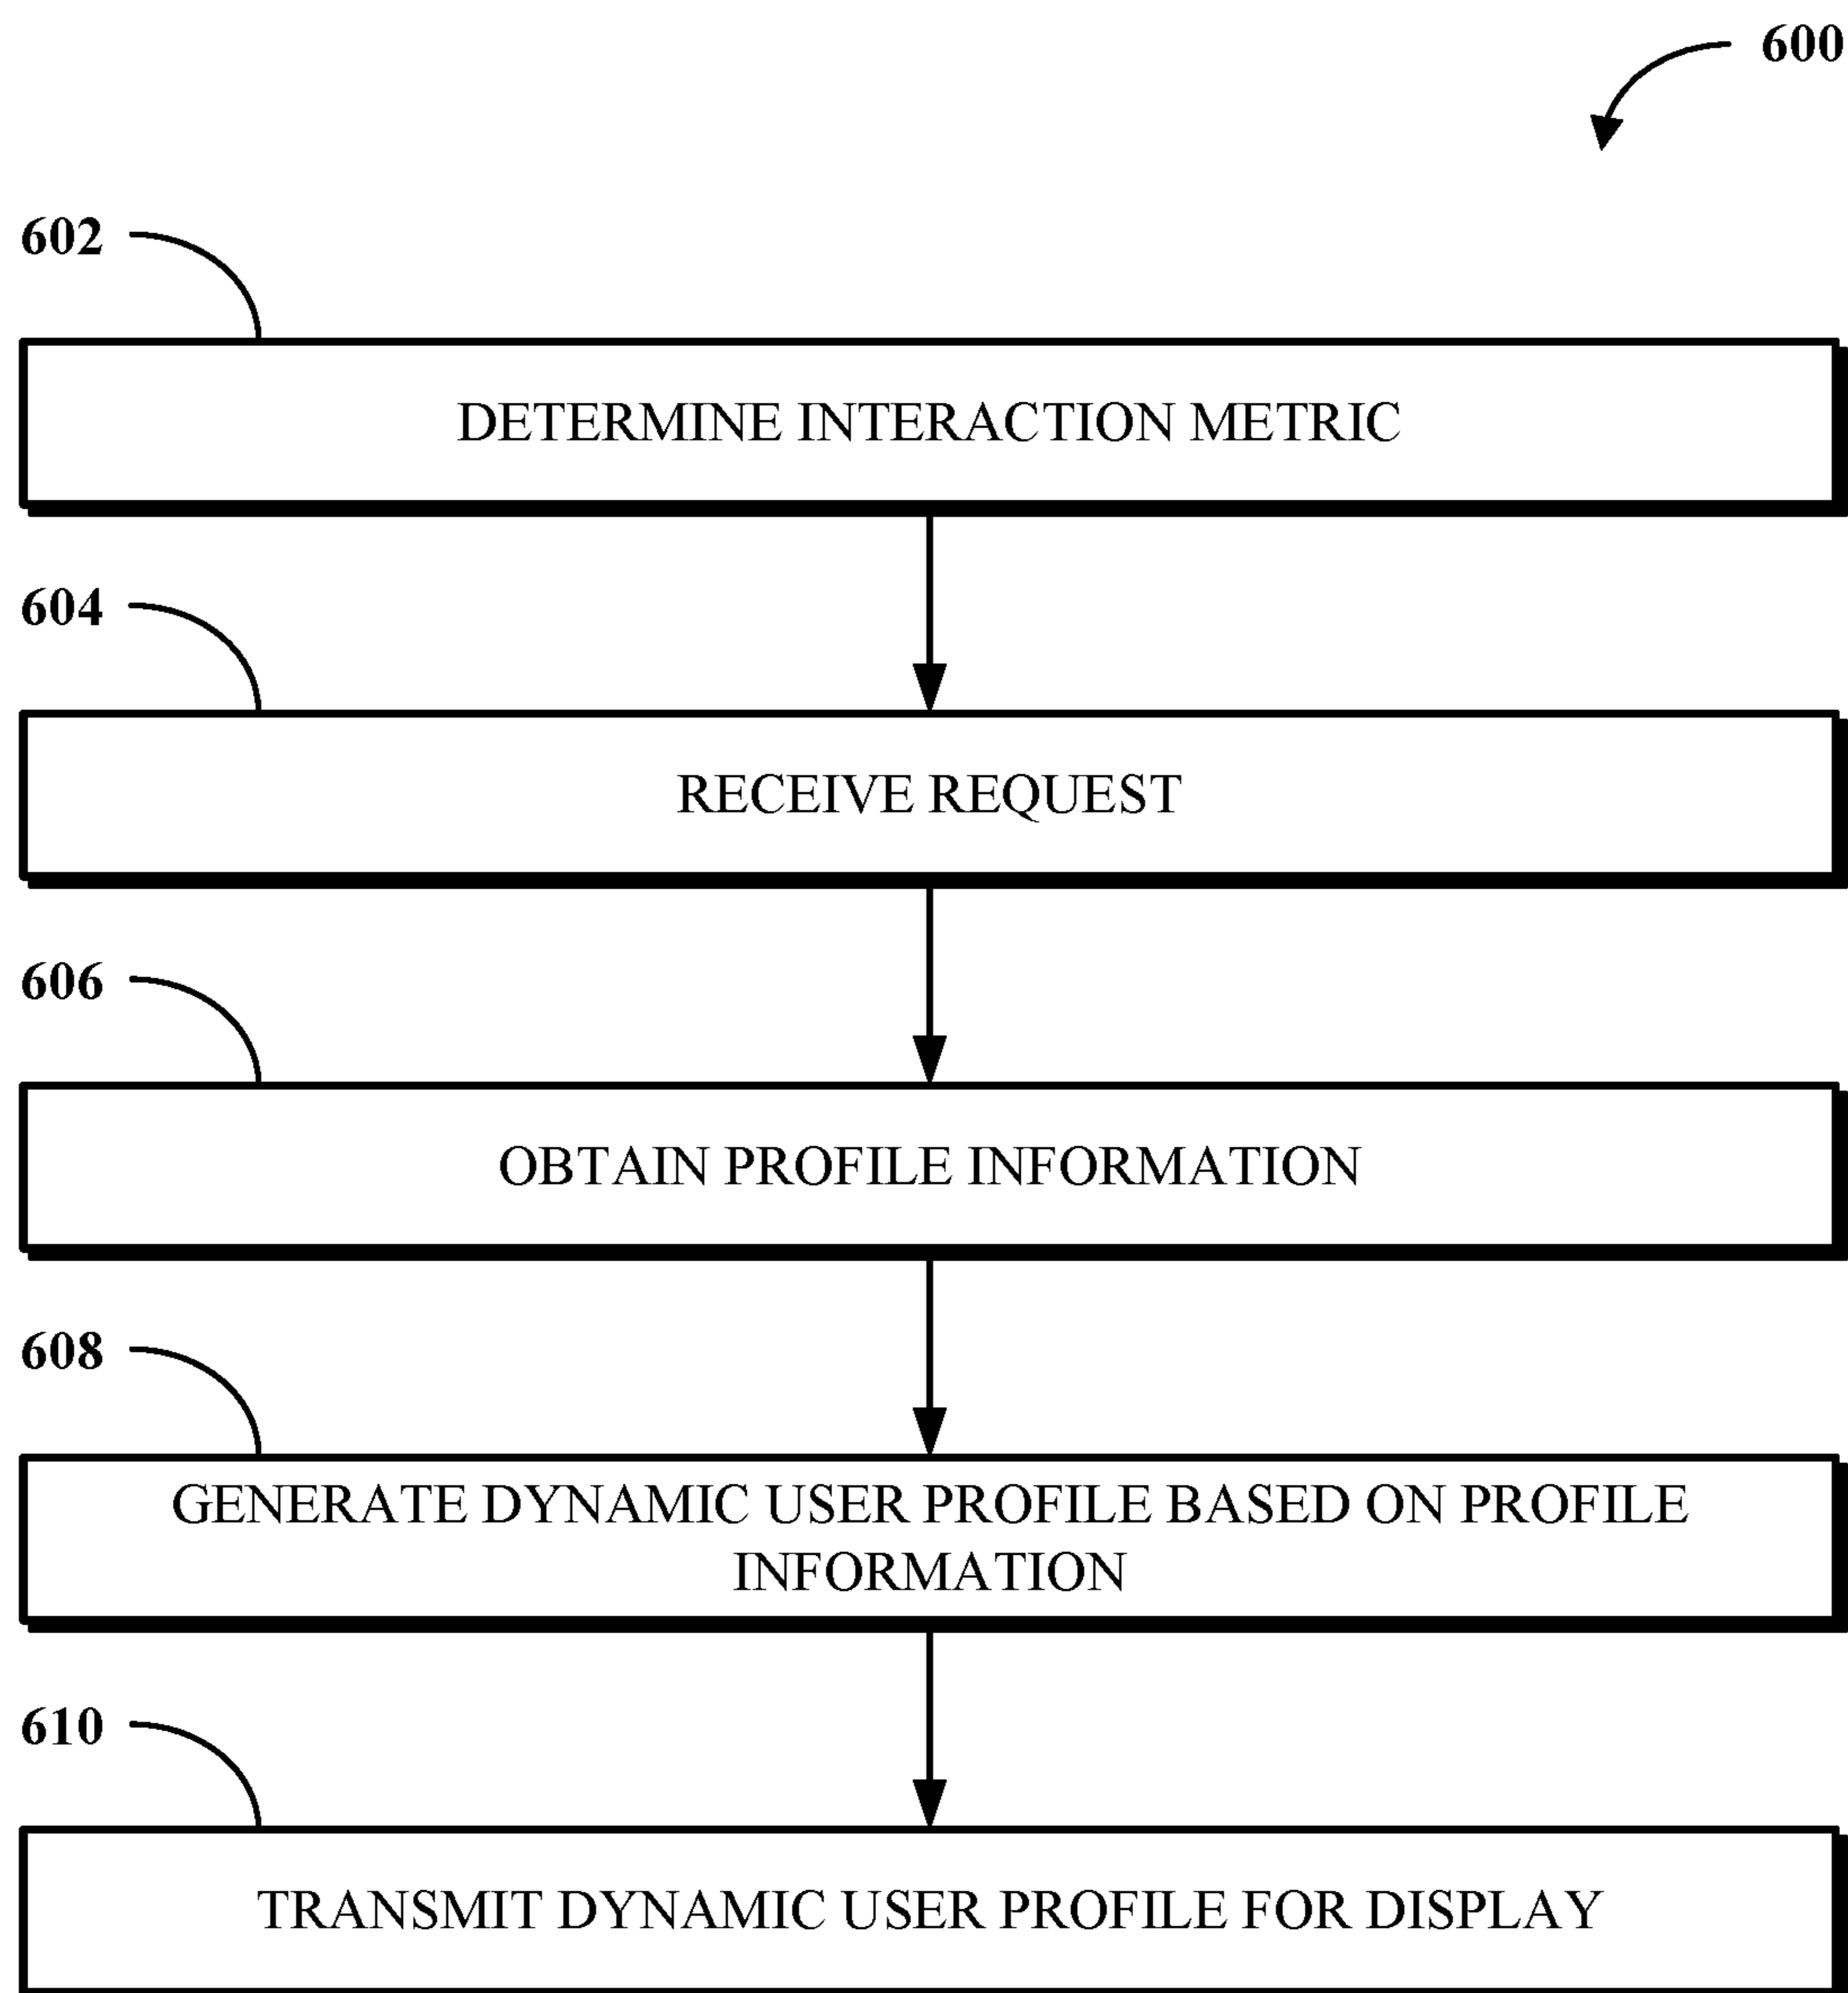 600
602
DETERMINE INTERACTION METRIC
604
RECEIVE REQUEST
606
OBTAIN PROFILE INFORMATION
608
GENERATE DYNAMIC USER PROFILE BASED ON PROFILE
INFORMATION
610
TRANSMIT DYNAMIC USER PROFILE FOR DISPLAY